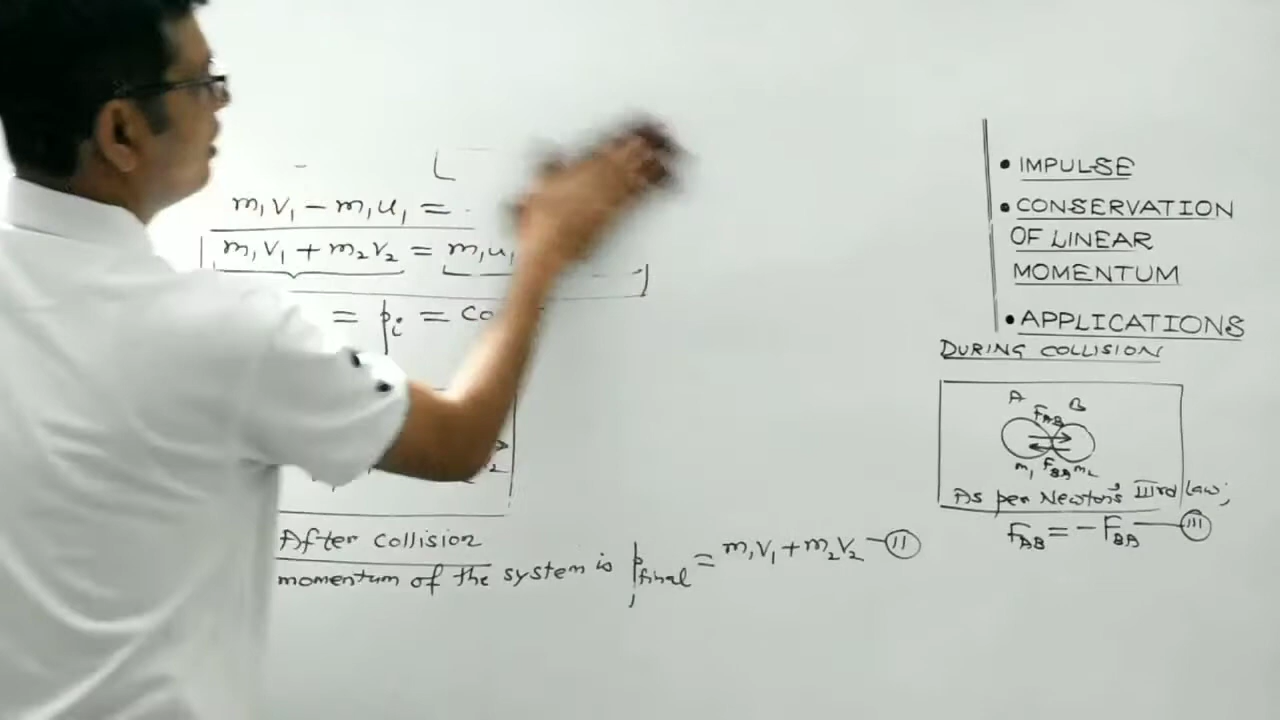 m₁v₁ − m₁u₁ =
m₁v₁ + m₂v₂ = m₁u₁
= pᵢ = co
After collision
momentum of the system is p_final = m₁v₁ + m₂v₂ — (II)
• IMPULSE
• CONSERVATION
OF LINEAR
MOMENTUM
• APPLICATIONS
DURING COLLISION
A B
F_AB
m₁ F_BA m₂
As per Newton's IIIrd law;
F_AB = − F_BA — (III)